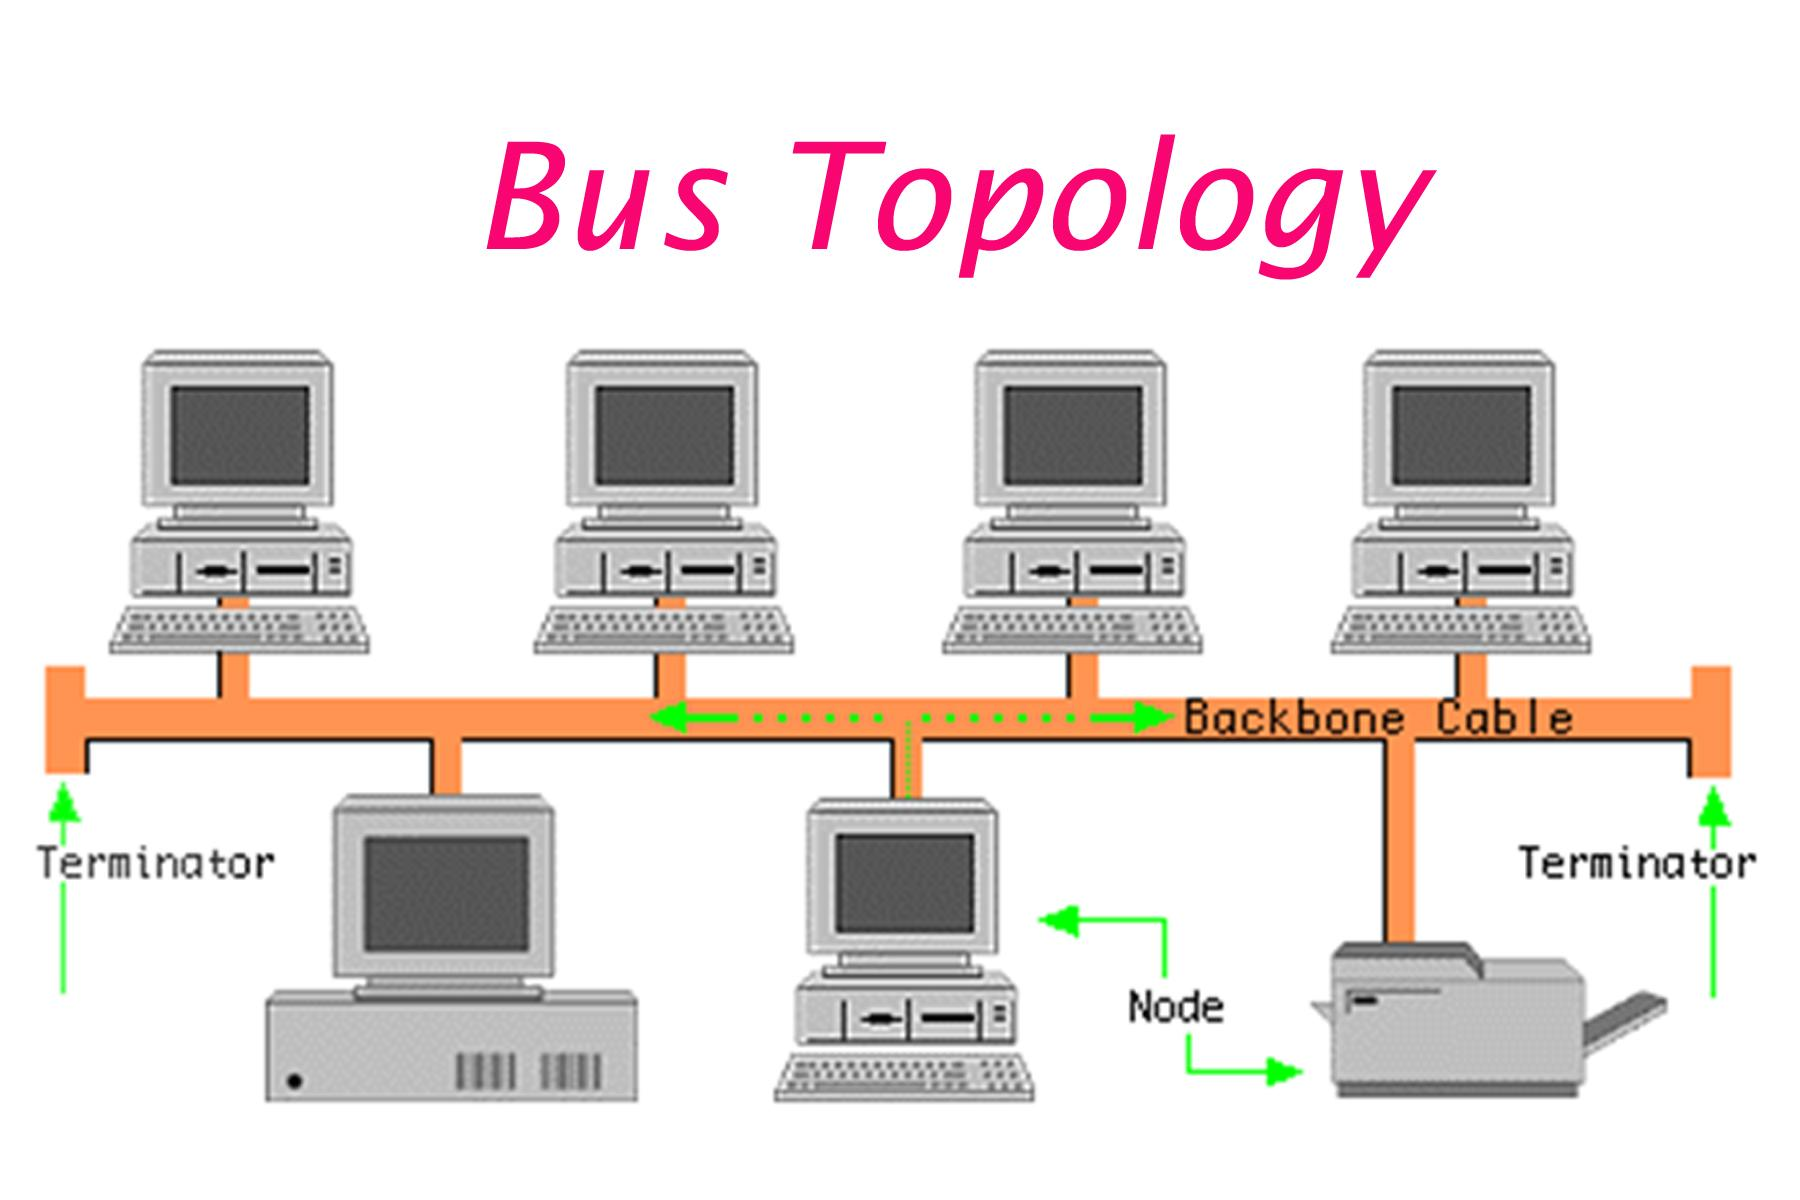 Bus Topology
Backbone Cable
Terminator
Terminator
Node